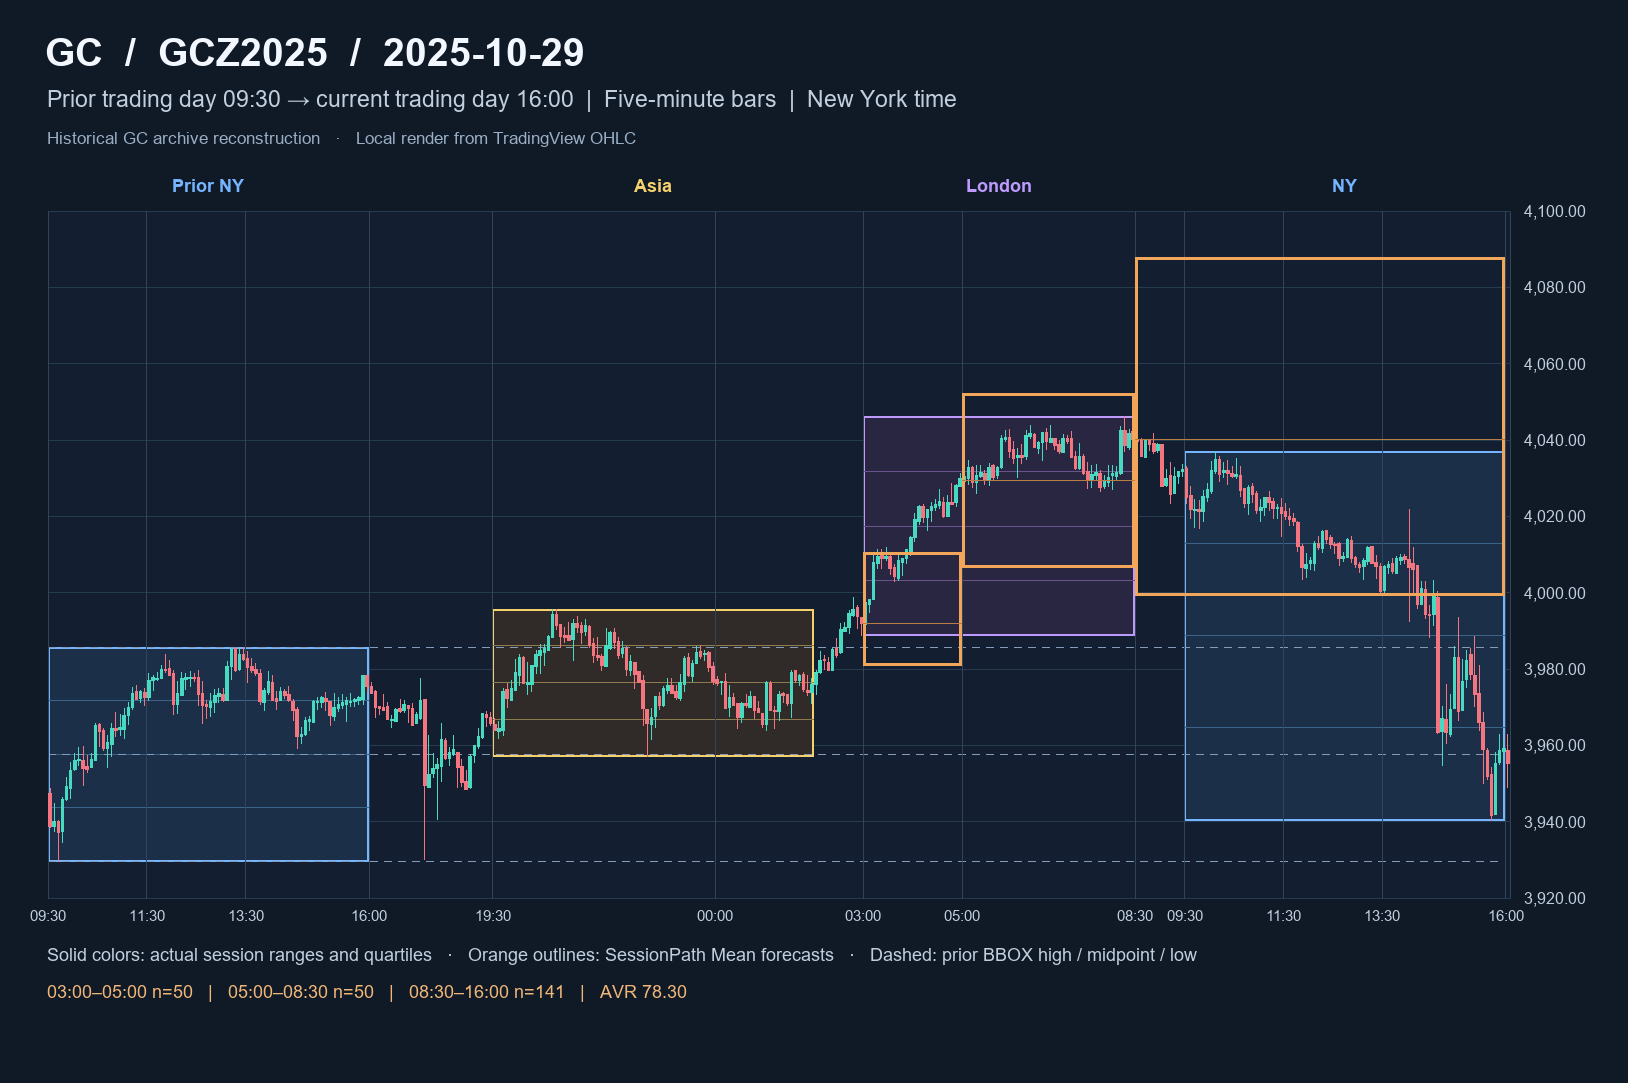 GC / GCZ2025 / 2025-10-29
Prior trading day 09:30 → current trading day 16:00 | Five-minute bars | New York time
Historical GC archive reconstruction · Local render from TradingView OHLC
Prior NY Asia London NY
4,100.00
4,080.00
4,060.00
4,040.00
4,020.00
4,000.00
3,980.00
3,960.00
3,940.00
3,920.00
09:30 11:30 13:30 16:00 19:30 00:00 03:00 05:00 08:30 09:30 11:30 13:30 16:00
Solid colors: actual session ranges and quartiles · Orange outlines: SessionPath Mean forecasts · Dashed: prior BBOX high / midpoint / low
03:00–05:00 n=50 | 05:00–08:30 n=50 | 08:30–16:00 n=141 | AVR 78.30